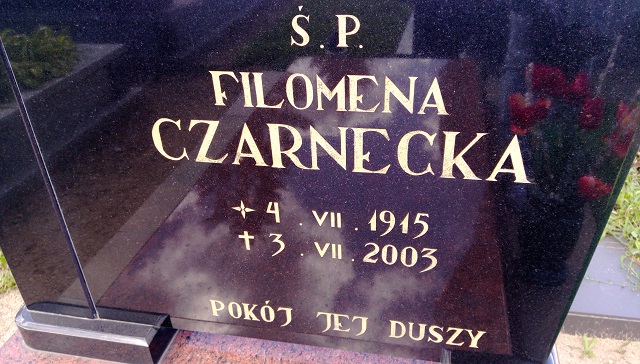 Ś.P.
FILOMENA
CZARNECKA
4.VII.1915
✝ 3.VII.2003
POKÓJ JEJ DUSZY